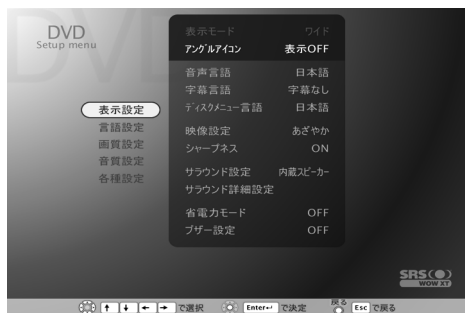 DVD
Setup menu
表示設定
言語設定
画質設定
音質設定
各種設定
表示モード ワイド
アングルアイコン 表示OFF
音声言語 日本語
字幕言語 字幕なし
ディスクメニュー言語 日本語
映像設定 あざやか
シャープネス ON
サラウンド設定 内蔵スピーカー
サラウンド詳細設定
省電力モード OFF
ブザー設定 OFF
SRS
WOW XT
↑ ↓ ← → で選択 Enter↵ で決定 戻る Esc で戻る